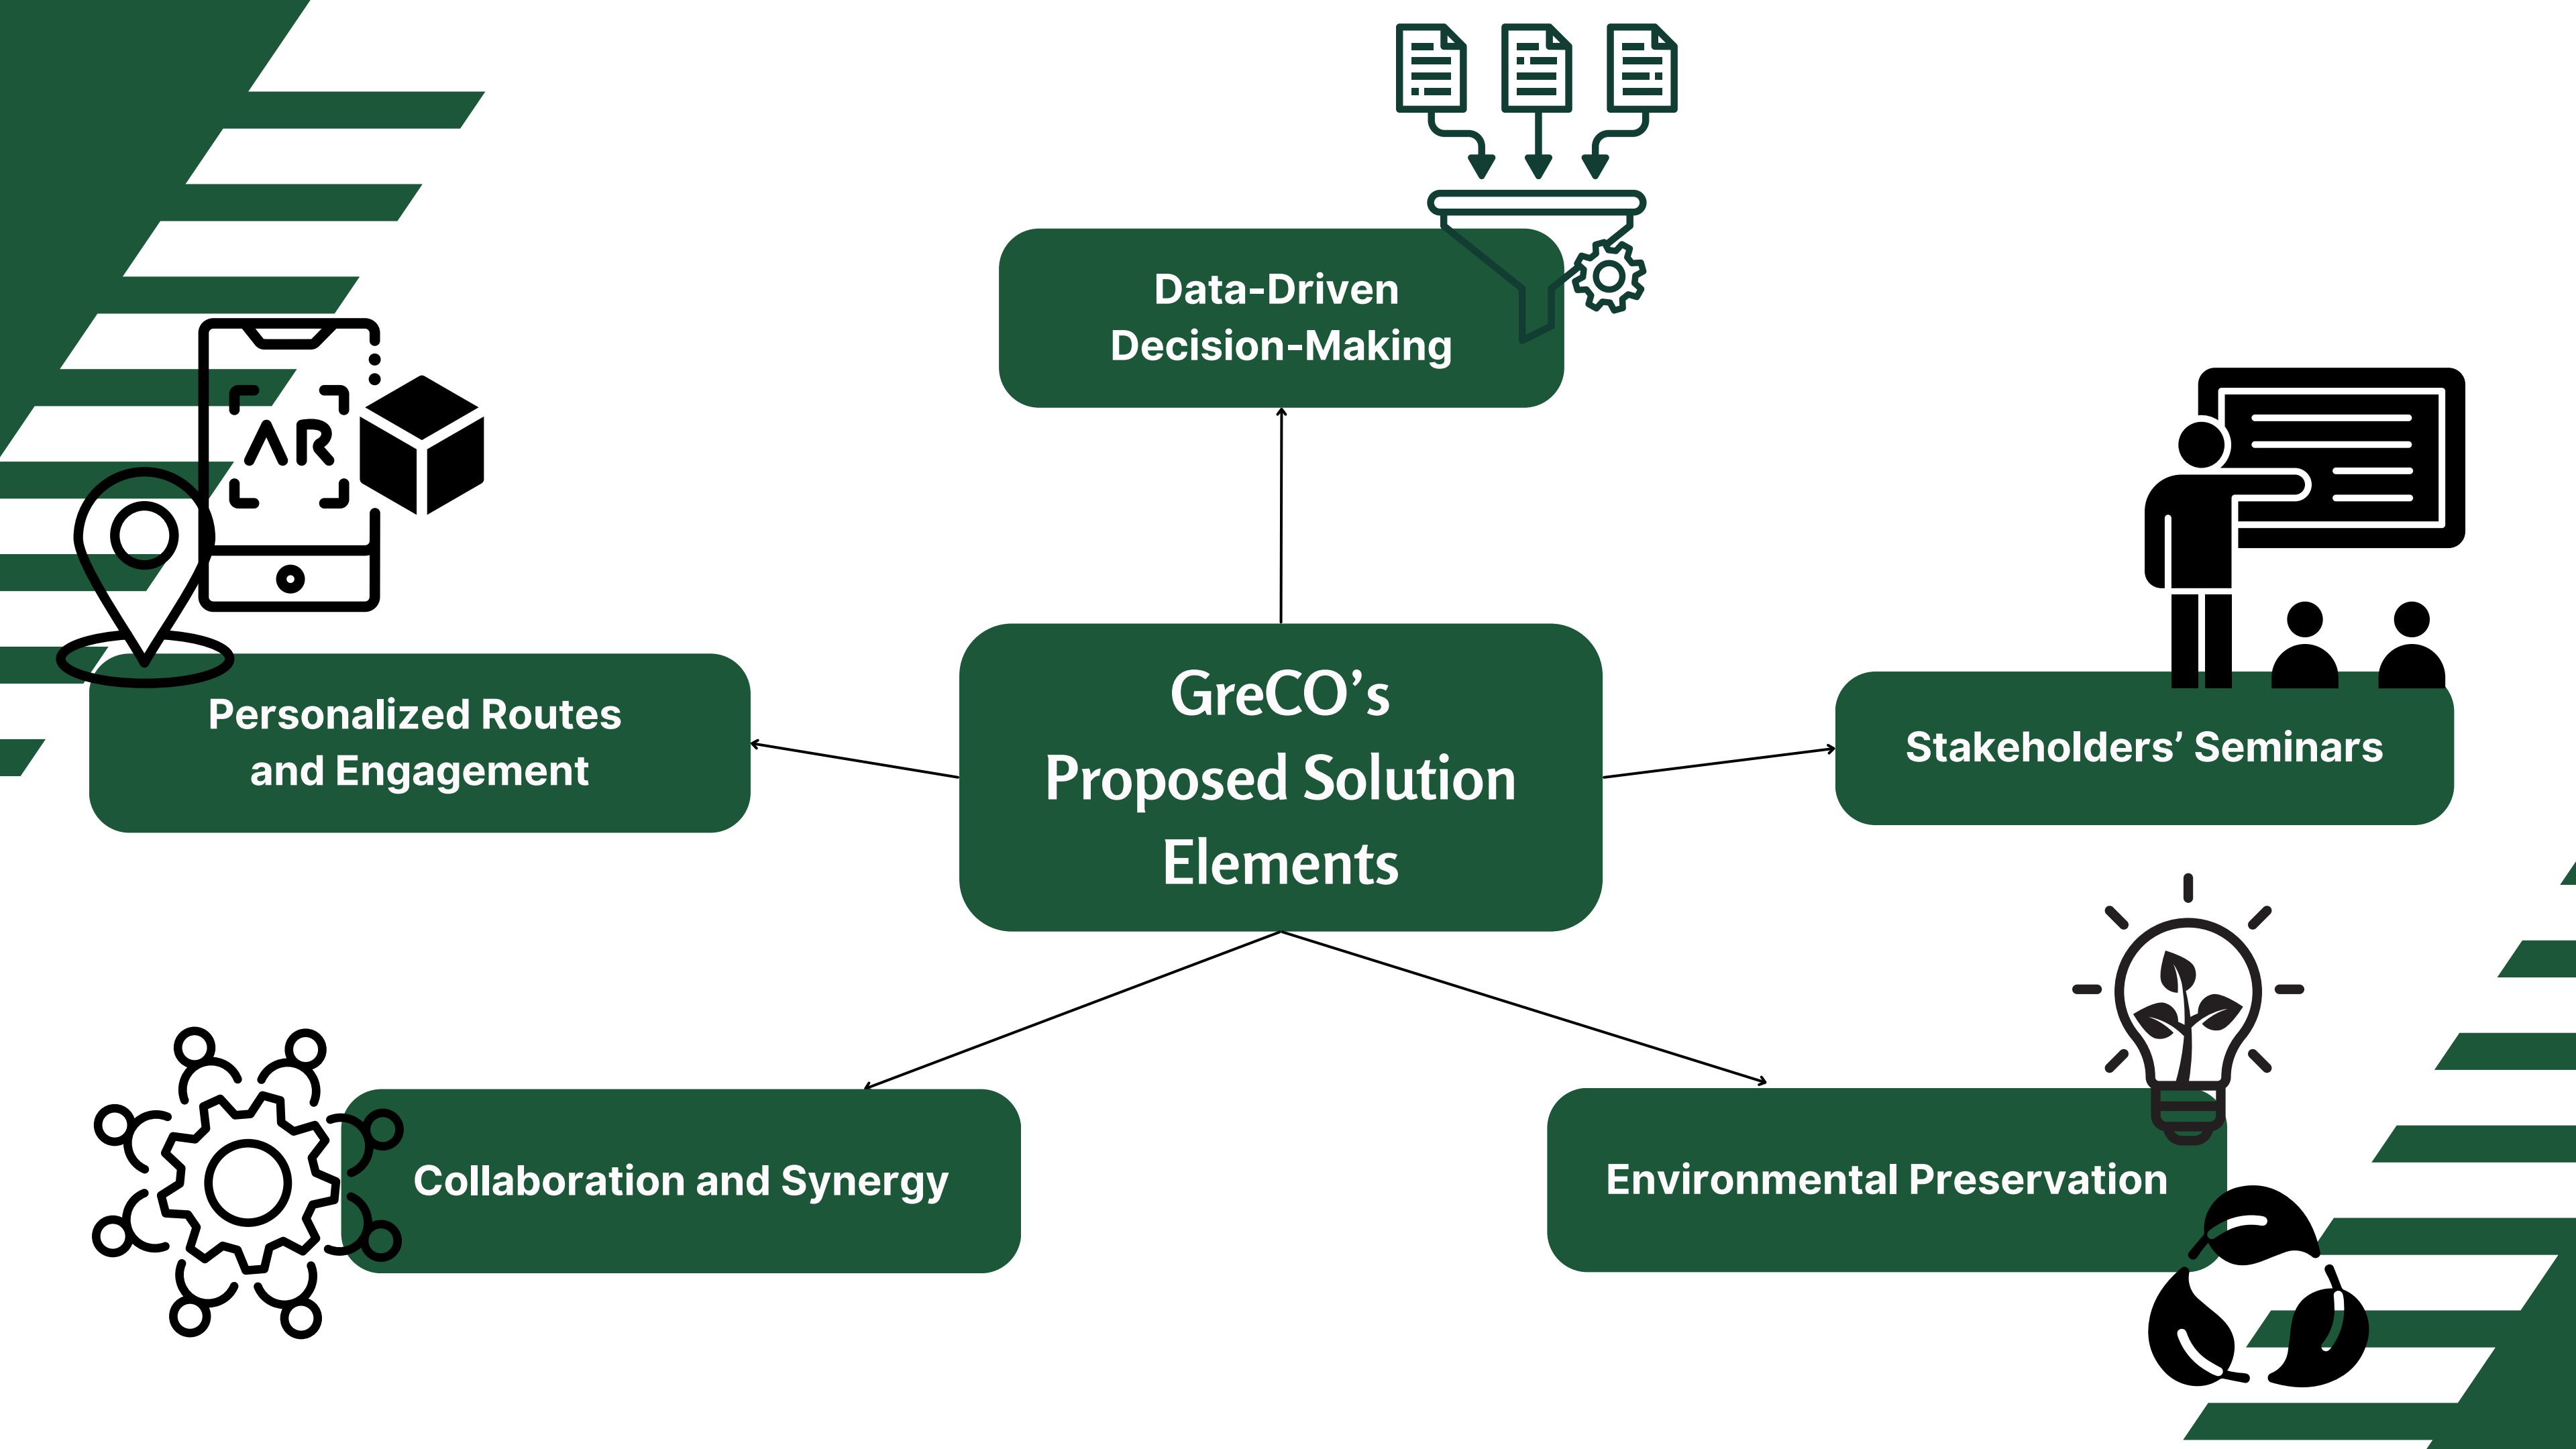 Data-Driven
Decision-Making
AR
Personalized Routes
and Engagement
GreCO’s
Proposed Solution
Elements
Stakeholders’ Seminars
Collaboration and Synergy
Environmental Preservation